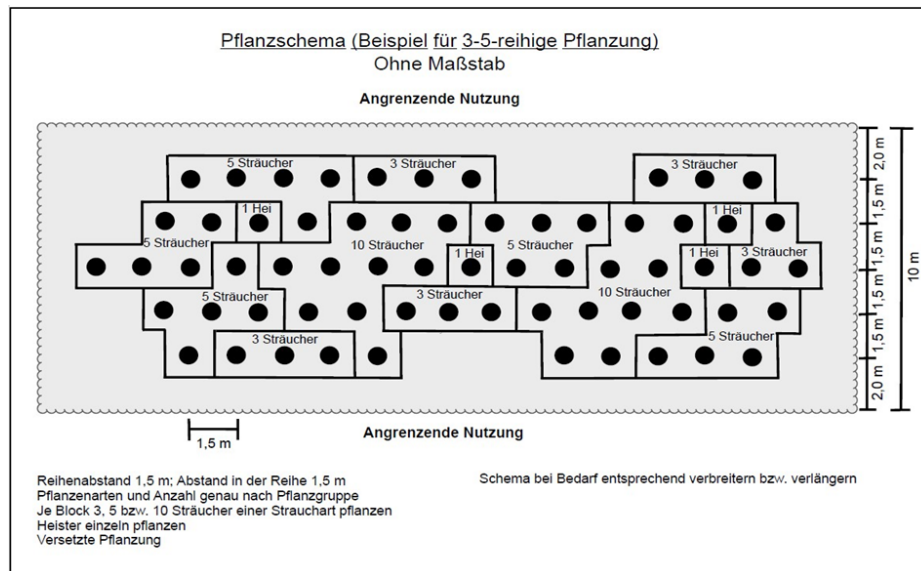 Pflanzschema (Beispiel für 3-5-reihige Pflanzung)
Ohne Maßstab
Angrenzende Nutzung
5 Sträucher
3 Sträucher
3 Sträucher
1 Hei
1 Hei
5 Sträucher
10 Sträucher
5 Sträucher
1 Hei
1 Hei
3 Sträucher
5 Sträucher
3 Sträucher
10 Sträucher
3 Sträucher
5 Sträucher
2,0 m
1,5 m
1,5 m
1,5 m
1,5 m
2,0 m
10 m
1,5 m
Angrenzende Nutzung
Reihenabstand 1,5 m; Abstand in der Reihe 1,5 m
Pflanzenarten und Anzahl genau nach Pflanzgruppe
Je Block 3, 5 bzw. 10 Sträucher einer Strauchart pflanzen
Heister einzeln pflanzen
Versetzte Pflanzung
Schema bei Bedarf entsprechend verbreitern bzw. verlängern